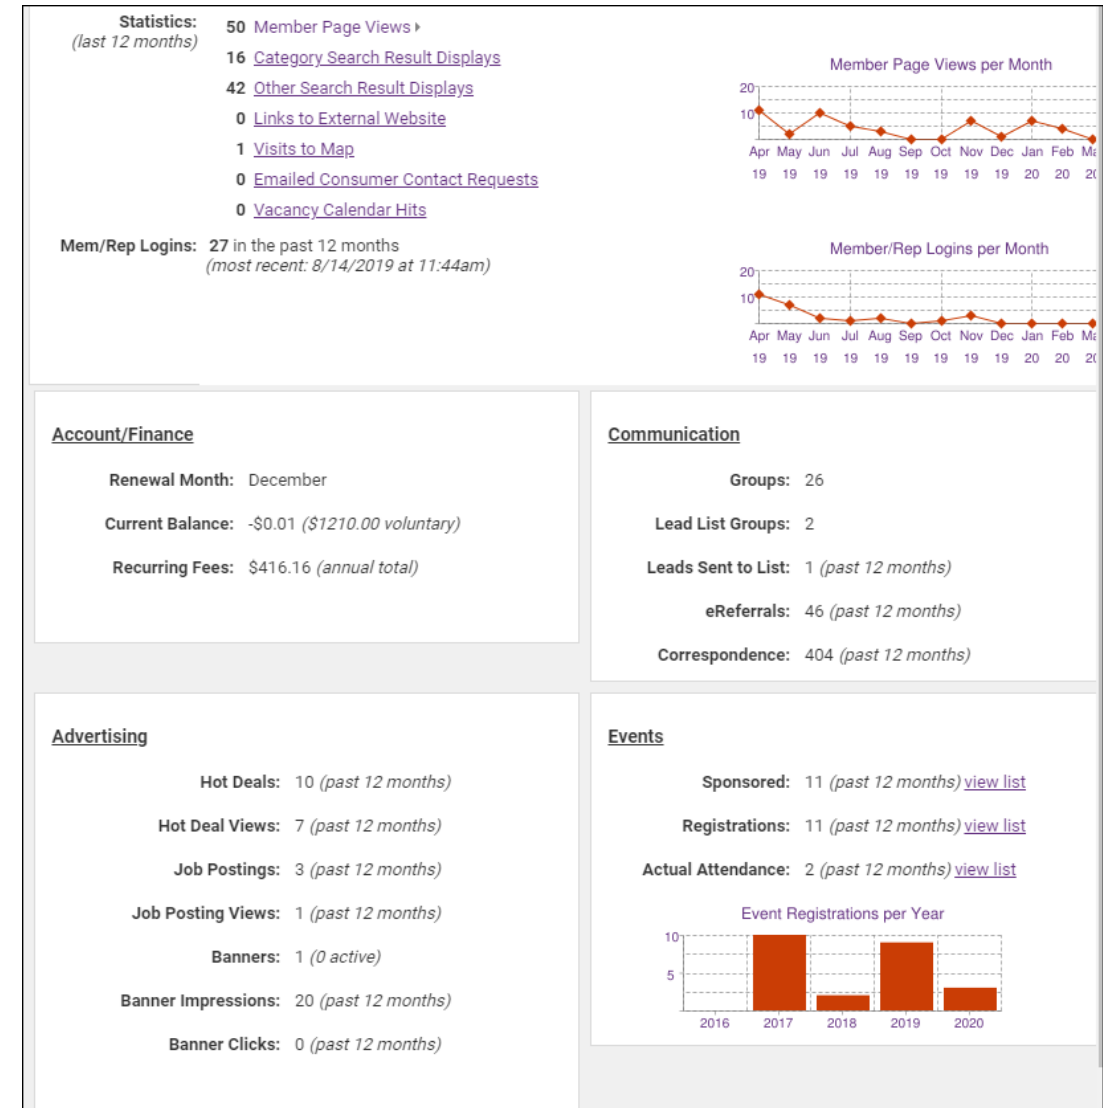 Statistics:
(last 12 months)
50 Member Page Views
16 Category Search Result Displays
42 Other Search Result Displays
0 Links to External Website
1 Visits to Map
0 Emailed Consumer Contact Requests
0 Vacancy Calendar Hits
Member Page Views per Month
20
10
Apr May Jun Jul Aug Sep Oct Nov Dec Jan Feb
19 19 19 19 19 19 19 19 19 20 20
Mem/Rep Logins: 27 in the past 12 months
(most recent: 8/14/2019 at 11:44am)
Member/Rep Logins per Month
20
10
Apr May Jun Jul Aug Sep Oct Nov Dec Jan Feb
19 19 19 19 19 19 19 19 19 20 20
Account/Finance
Renewal Month: December
Current Balance: -$0.01 ($1210.00 voluntary)
Recurring Fees: $416.16 (annual total)
Communication
Groups: 26
Lead List Groups: 2
Leads Sent to List: 1 (past 12 months)
eReferrals: 46 (past 12 months)
Correspondence: 404 (past 12 months)
Advertising
Hot Deals: 10 (past 12 months)
Hot Deal Views: 7 (past 12 months)
Job Postings: 3 (past 12 months)
Job Posting Views: 1 (past 12 months)
Banners: 1 (0 active)
Banner Impressions: 20 (past 12 months)
Banner Clicks: 0 (past 12 months)
Events
Sponsored: 11 (past 12 months) view list
Registrations: 11 (past 12 months) view list
Actual Attendance: 2 (past 12 months) view list
Event Registrations per Year
10
5
2016 2017 2018 2019 2020